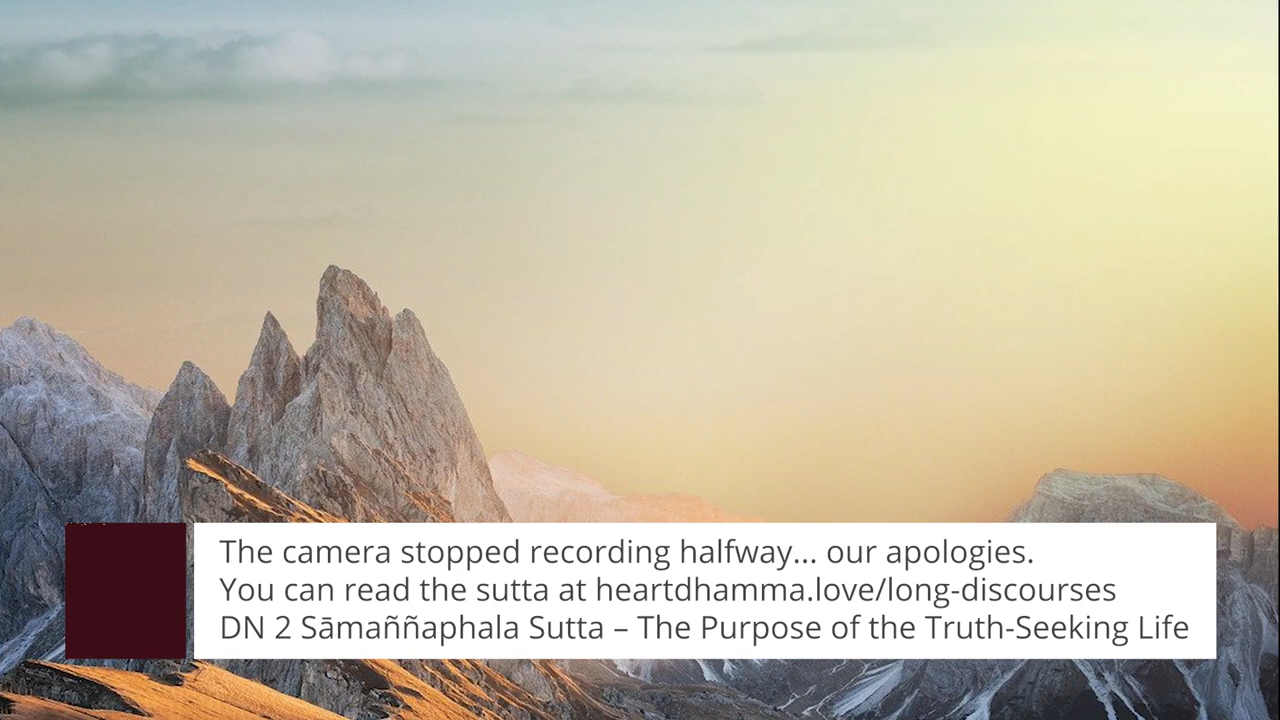 The camera stopped recording halfway... our apologies.
You can read the sutta at heartdhamma.love/long-discourses
DN 2 Sāmaññaphala Sutta – The Purpose of the Truth-Seeking Life